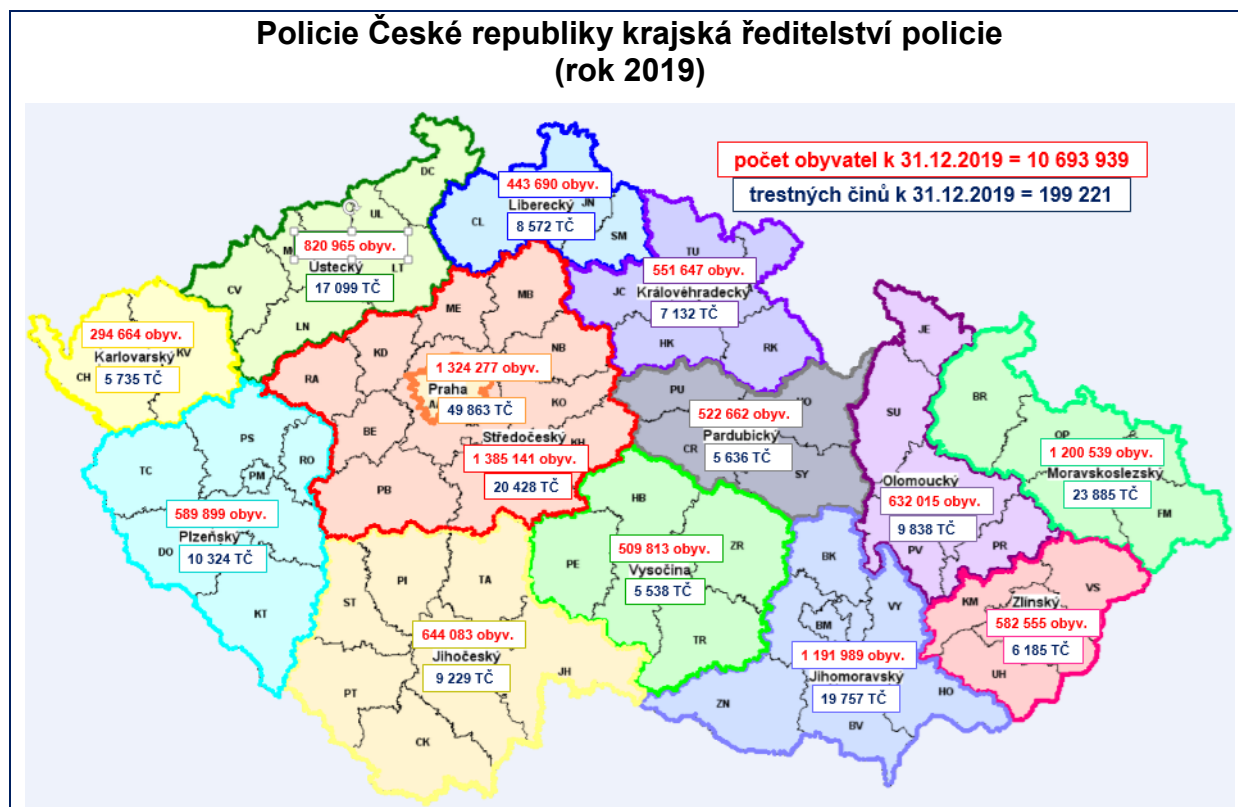 Policie České republiky krajská ředitelství policie
(rok 2019)
počet obyvatel k 31.12.2019 = 10 693 939
trestných činů k 31.12.2019 = 199 221
DC
UL
820 965 obyv.
Ústecký
LT
17 099 TČ
CV
LN
443 690 obyv.
JN
Liberecký
CL
8 572 TČ
SM
TU
551 647 obyv.
JC
Královéhradecký
7 132 TČ
HK
RK
294 664 obyv.
KV
Karlovarský
CH
5 735 TČ
MB
ME
KD
NB
RA
1 324 277 obyv.
Praha
49 863 TČ
KO
BE
Středočeský
KH
1 385 141 obyv.
20 428 TČ
PB
PU
522 662 obyv.
Pardubický
CR
5 636 TČ
SY
JE
SU
Olomoucký
632 015 obyv.
9 838 TČ
PV
PR
BR
OP
1 200 539 obyv.
Moravskoslezský
23 885 TČ
FM
PS
TC
RO
PM
589 899 obyv.
Plzeňský
DO
10 324 TČ
KT
HB
509 813 obyv.
ZR
PE
Vysočina
5 538 TČ
TR
TA
PI
ST
644 083 obyv.
Jihočeský
9 229 TČ
JH
PT
CK
BK
VY
BM
1 191 989 obyv.
Jihomoravský
19 757 TČ
HO
ZN
BV
VS
KM
Zlínský
582 555 obyv.
6 185 TČ
UH